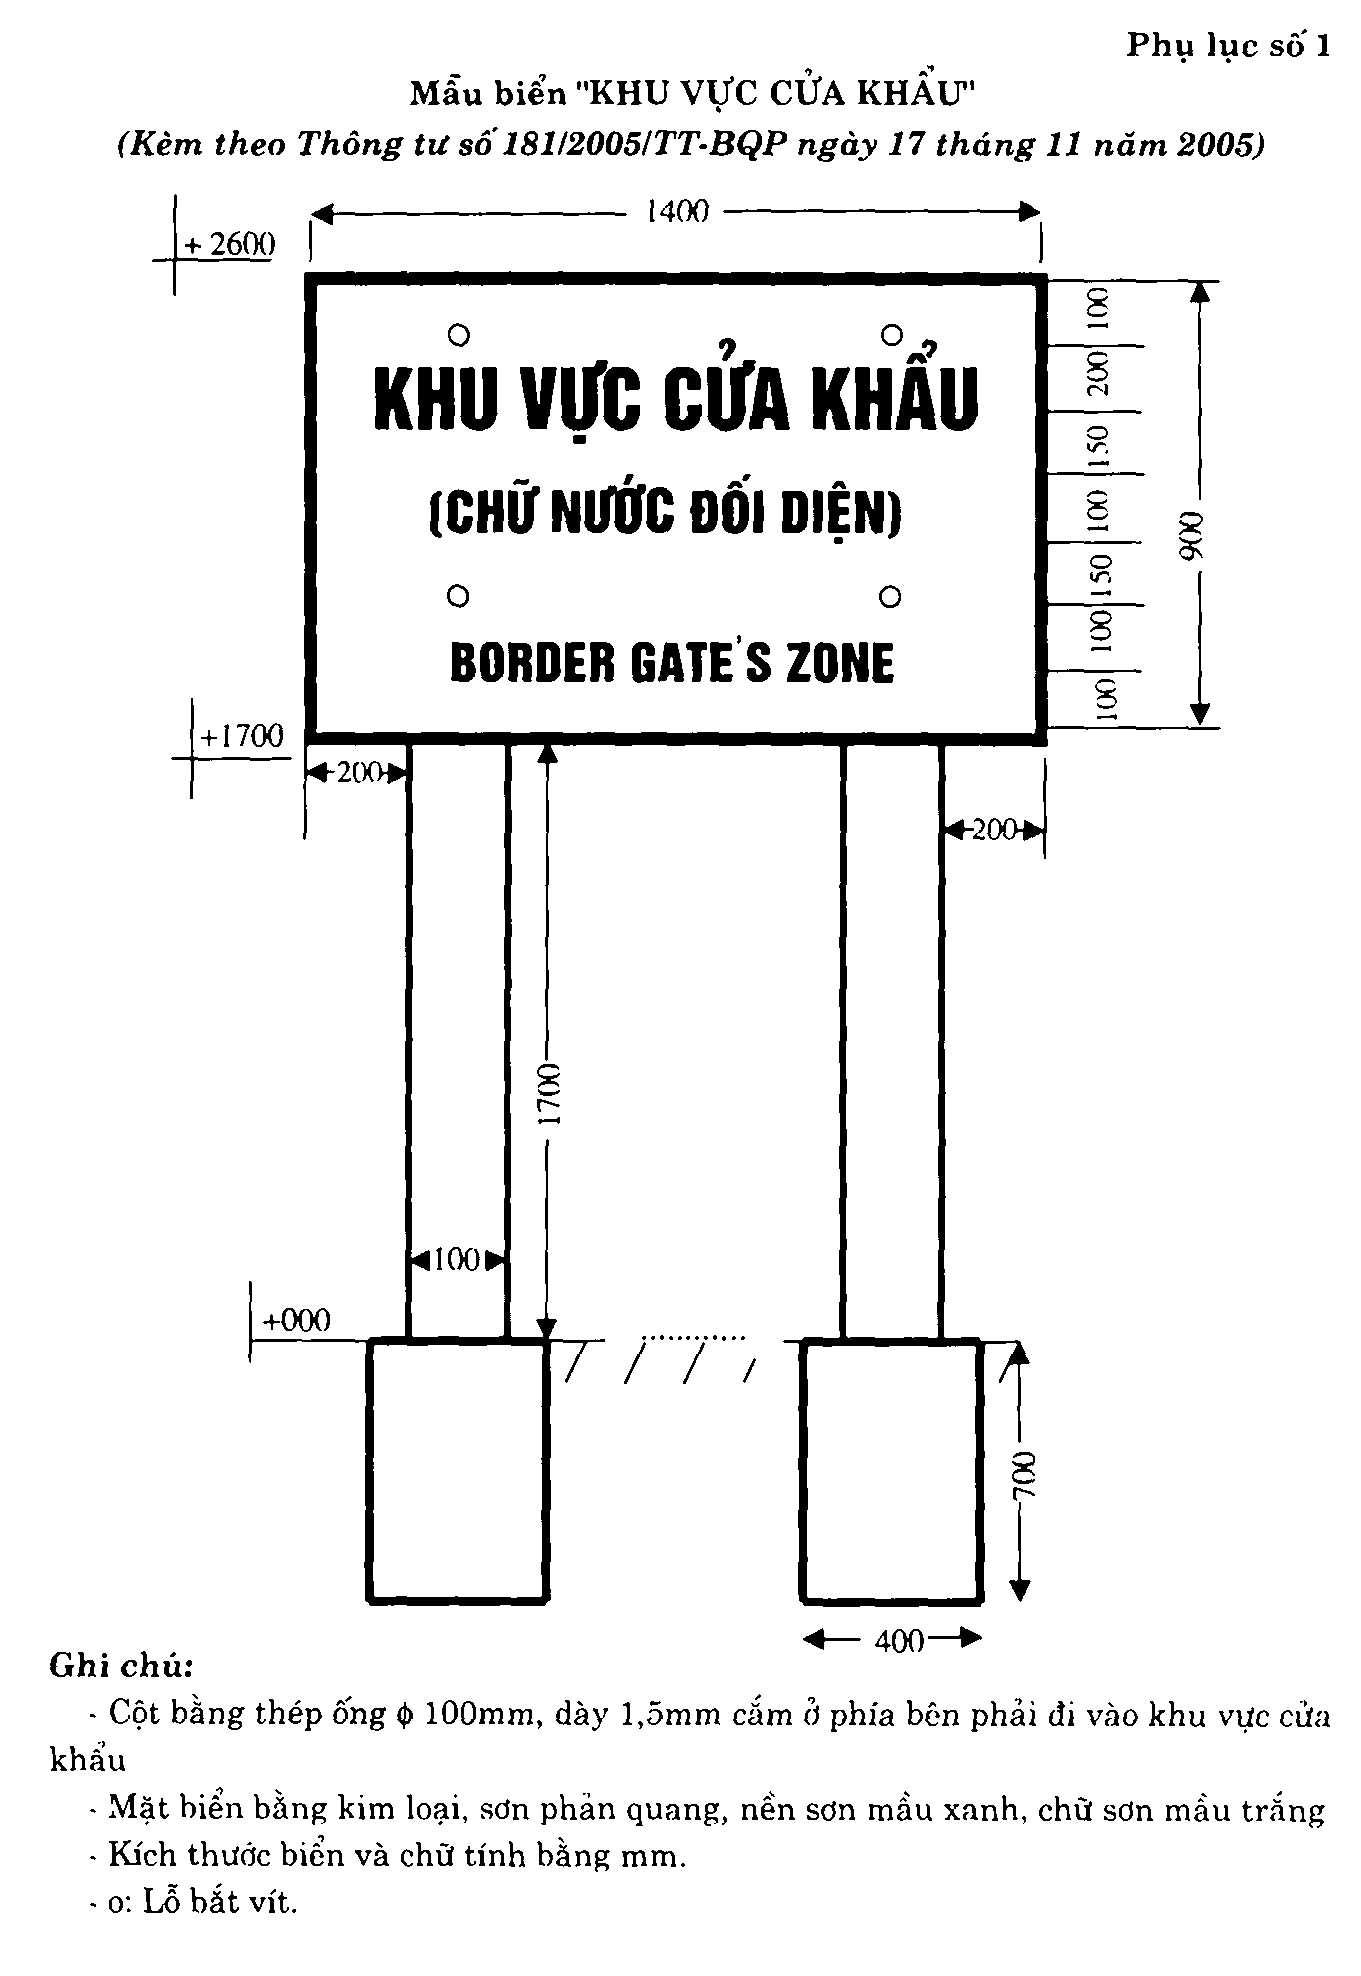 Phụ lục số 1
Mẫu biển "KHU VỰC CỬA KHẨU"
(Kèm theo Thông tư số 181/2005/TT-BQP ngày 17 tháng 11 năm 2005)
1400
+ 2600
100
KHU VỰC CỬA KHẨU
200
150
(CHỮ NƯỚC ĐỐI DIỆN)
100
900
150
100
BORDER GATE'S ZONE
100
+1700
200
200
1700
100
+000
700
400
Ghi chú:
- Cột bằng thép ống ϕ 100mm, dày 1,5mm cắm ở phía bên phải đi vào khu vực cửa
khẩu
- Mặt biển bằng kim loại, sơn phản quang, nền sơn mầu xanh, chữ sơn mầu trắng
- Kích thước biển và chữ tính bằng mm.
- o: Lỗ bắt vít.